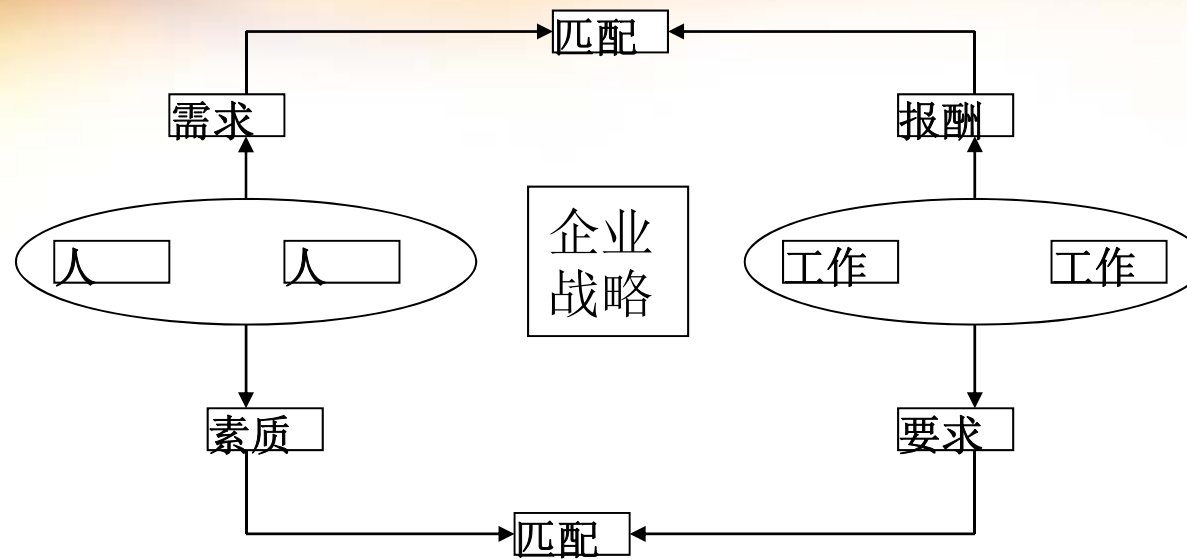 匹配
需求
报酬
企业
战略
人
人
工作
工作
素质
要求
匹配